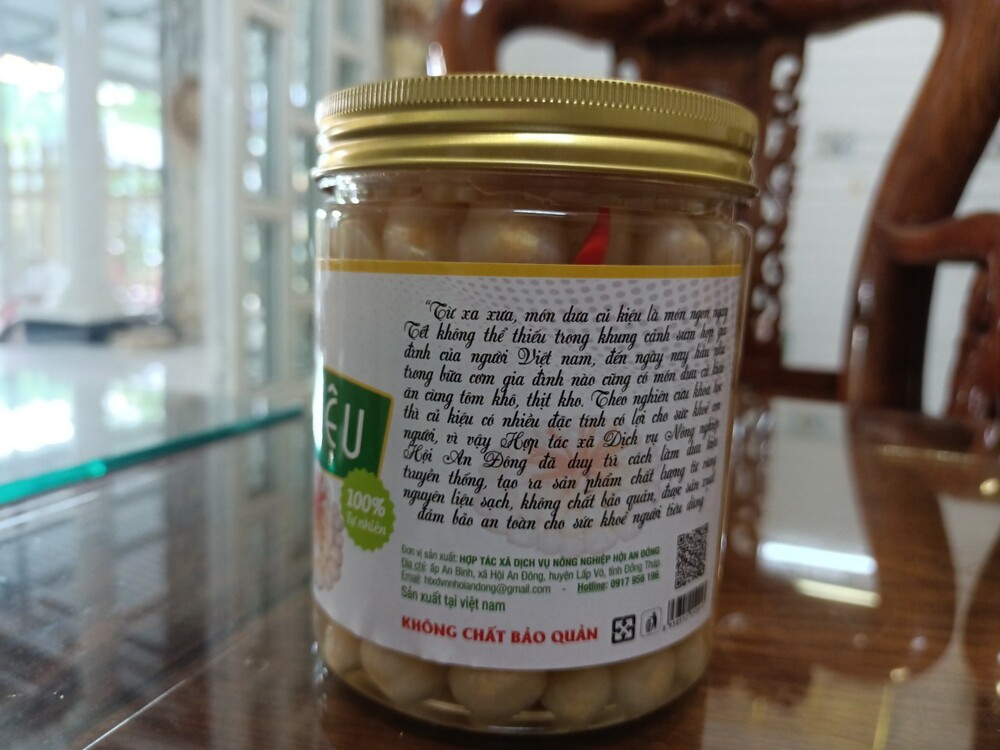 "Từ xa xưa, món dưa củ kiệu là món ngon ngày
Tết không thể thiếu trong khung cảnh sum họp gia
đình của người Việt nam, đến ngày nay hầu như
trong bữa cơm gia đình nào cũng có món dưa củ kiệu
ăn cùng tôm khô, thịt kho. Theo nghiên cứu khoa học
thì củ kiệu có nhiều đặc tính có lợi cho sức khoẻ con
người, vì vậy Hợp tác xã Dịch vụ Nông nghiệp
Hội An Đông đã duy trì cách làm dưa kiệu
truyền thống, tạo ra sản phẩm chất lượng từ nguồn
nguyên liệu sạch, không chất bảo quản, được sản xuất
đảm bảo an toàn cho sức khoẻ người tiêu dùng"
ỆU
100%
Tự nhiên
Đơn vị sản xuất: HỢP TÁC XÃ DỊCH VỤ NÔNG NGHIỆP HỘI AN ĐÔNG
Địa chỉ: ấp An Bình, xã Hội An Đông, huyện Lấp Vò, tỉnh Đồng Tháp.
Email: htxdvnnhoiandong@gmail.com - Hotline: 0917 958 196
Sản xuất tại việt nam
KHÔNG CHẤT BẢO QUẢN